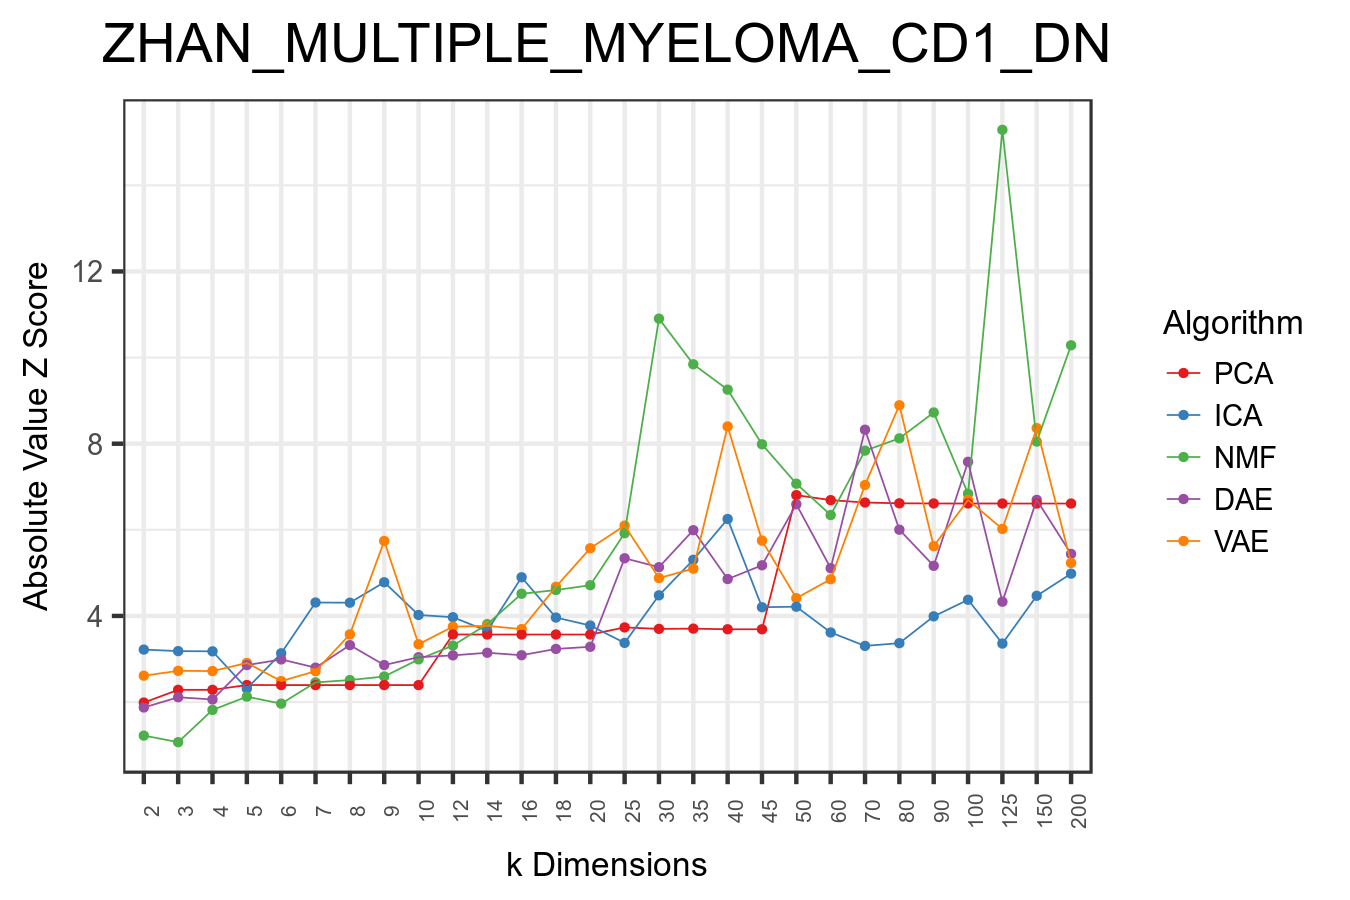 ZHAN_MULTIPLE_MYELOMA_CD1_DN
Absolute Value Z Score
12
8
4
2 3 4 5 6 7 8 9 10 12 14 16 18 20 25 30 35 40 45 50 60 70 80 90 100 125 150 200
k Dimensions
Algorithm
PCA
ICA
NMF
DAE
VAE